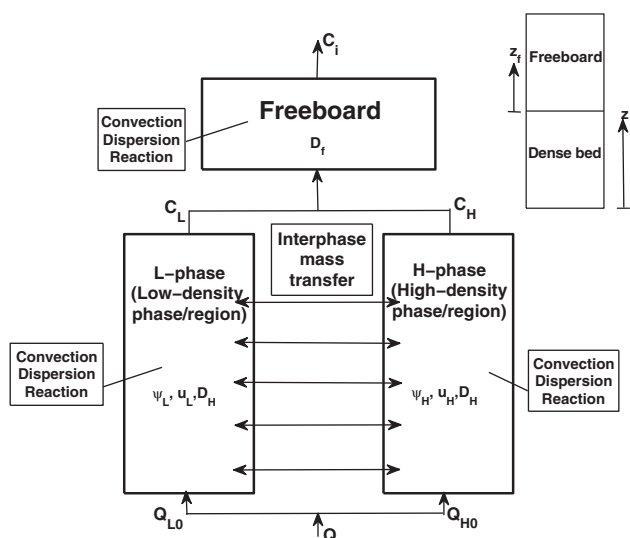 C_i
Freeboard
D_f
Convection
Dispersion
Reaction
z_f
Freeboard
z
Dense bed
C_L
C_H
Interphase
mass
transfer
L−phase
(Low−density
phase/region)
H−phase
(High−density
phase/region)
Convection
Dispersion
Reaction
ψ_L, u_L,D_H
ψ_H, u_H,D_H
Convection
Dispersion
Reaction
Q_L0
Q_H0
Q